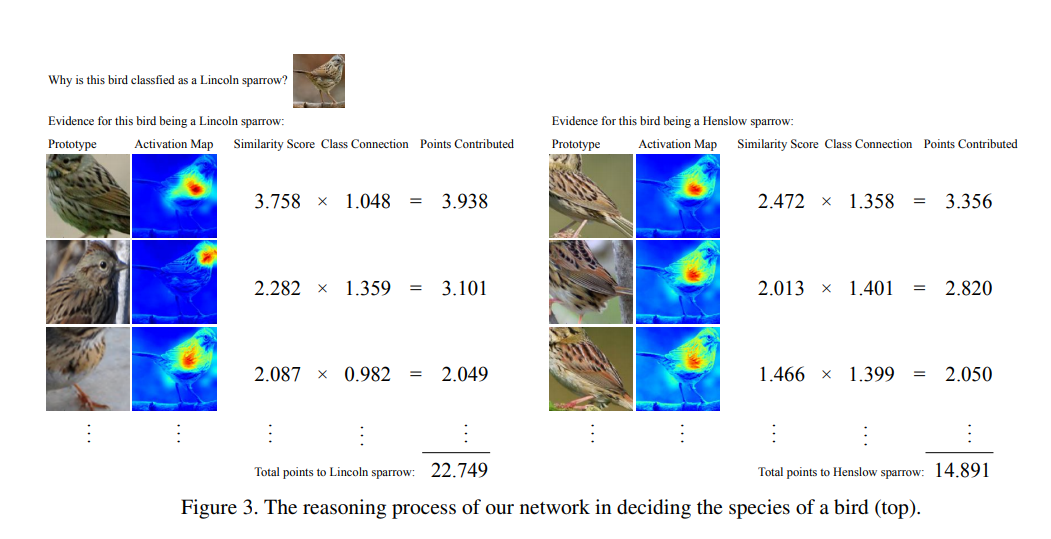 Why is this bird classfied as a Lincoln sparrow?
Evidence for this bird being a Lincoln sparrow:
Prototype Activation Map Similarity Score Class Connection Points Contributed
3.758 × 1.048 = 3.938
2.282 × 1.359 = 3.101
2.087 × 0.982 = 2.049
⋮ ⋮ ⋮ ⋮ ⋮
Total points to Lincoln sparrow: 22.749
Evidence for this bird being a Henslow sparrow:
Prototype Activation Map Similarity Score Class Connection Points Contributed
2.472 × 1.358 = 3.356
2.013 × 1.401 = 2.820
1.466 × 1.399 = 2.050
⋮ ⋮ ⋮ ⋮ ⋮
Total points to Henslow sparrow: 14.891
Figure 3. The reasoning process of our network in deciding the species of a bird (top).